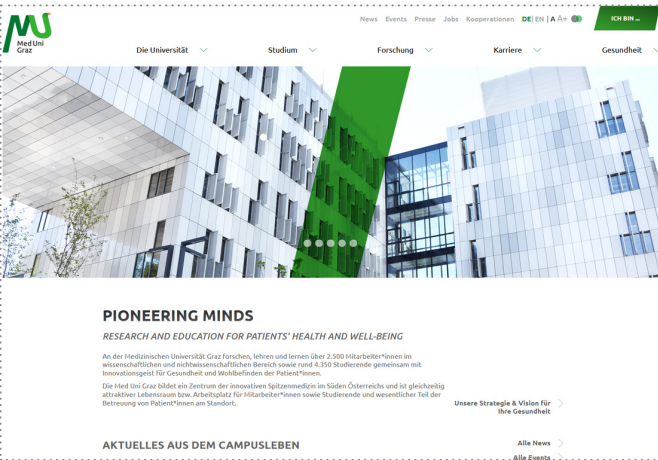 News Events Presse Jobs Kooperationen DE| EN | A A+
ICH BIN ...
Med Uni
Graz
Die Universität Studium Forschung Karriere Gesundheit
PIONEERING MINDS
RESEARCH AND EDUCATION FOR PATIENTS' HEALTH AND WELL-BEING
An der Medizinischen Universität Graz forschen, lehren und lernen über 2.500 Mitarbeiter*innen im
wissenschaftlichen und nichtwissenschaftlichen Bereich sowie rund 4.350 Studierende gemeinsam mit
Innovationsgeist für Gesundheit und Wohlbefinden der Patient*innen.
Die Med Uni Graz bildet ein Zentrum der innovativen Spitzenmedizin im Süden Österreichs und ist gleichzeitig
attraktiver Lebensraum bzw. Arbeitsplatz für Mitarbeiter*innen sowie Studierende und wesentlicher Teil der
Betreuung von Patient*innen am Standort.
Unsere Strategie & Vision für
Ihre Gesundheit
AKTUELLES AUS DEM CAMPUSLEBEN
Alle News
Alle Events